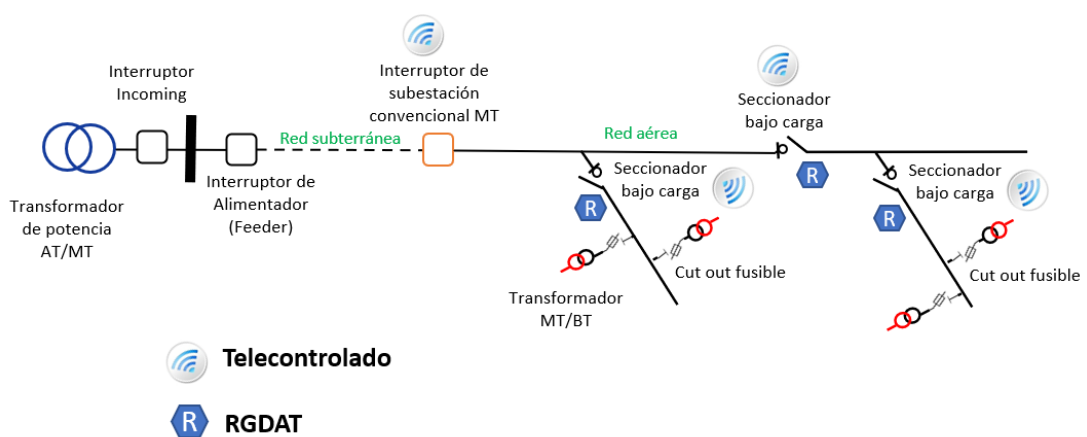 Interruptor
Incoming
Interruptor de
subestación
convencional MT
Seccionador
bajo carga
Red subterránea
Red aérea
Seccionador
bajo carga
Seccionador
bajo carga
R
R
R
Transformador
de potencia
AT/MT
Interruptor de
Alimentador
(Feeder)
Cut out fusible
Cut out fusible
Transformador
MT/BT
Telecontrolado
R
RGDAT